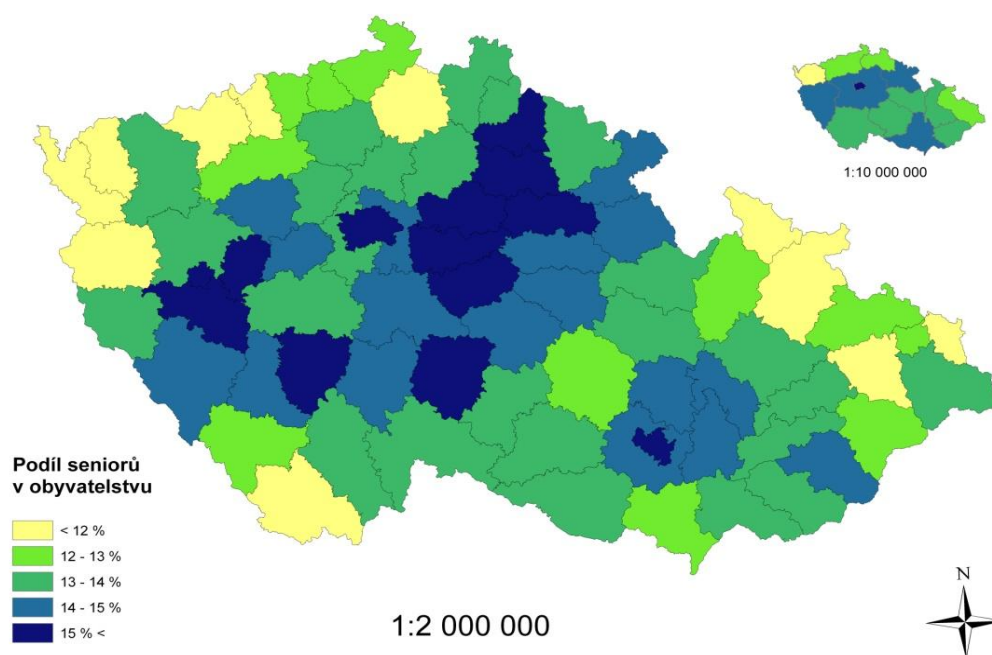 1:10 000 000
Podíl seniorů
v obyvatelstvu
< 12 %
12 - 13 %
13 - 14 %
14 - 15 %
15 % <
1:2 000 000
N